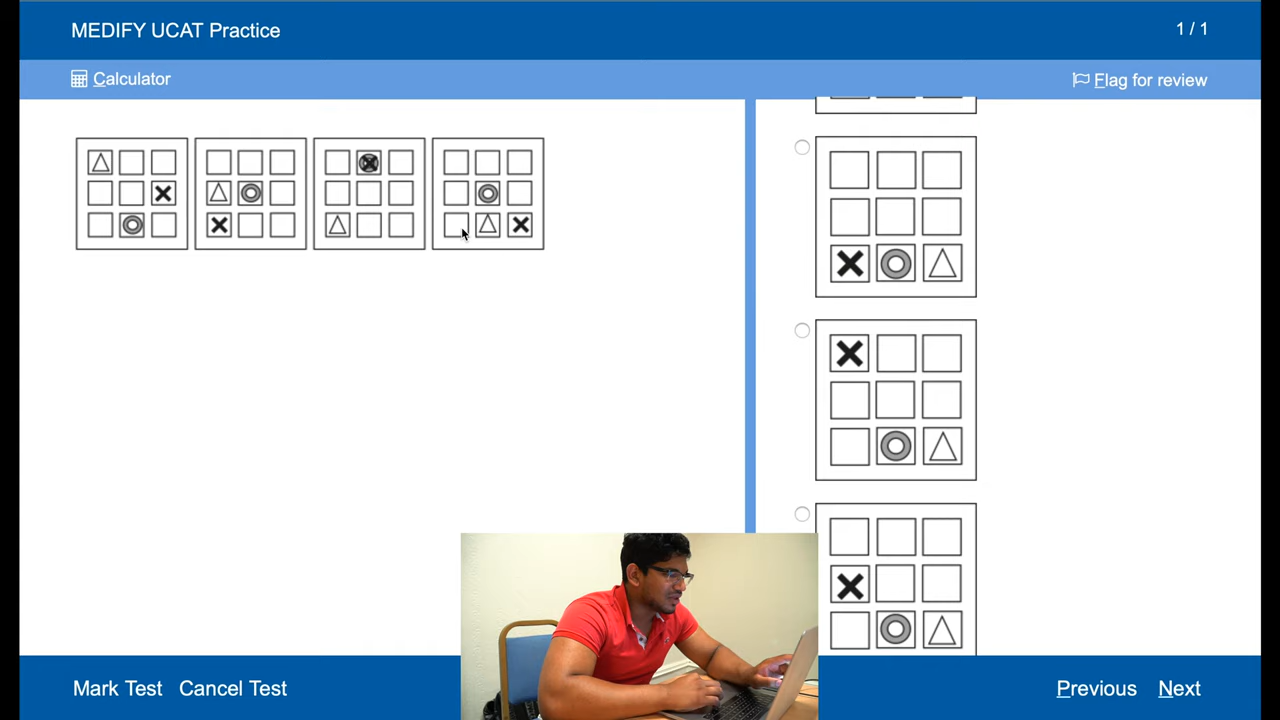 MEDIFY UCAT Practice
1 / 1
Calculator
Flag for review
Mark Test
Cancel Test
Previous
Next